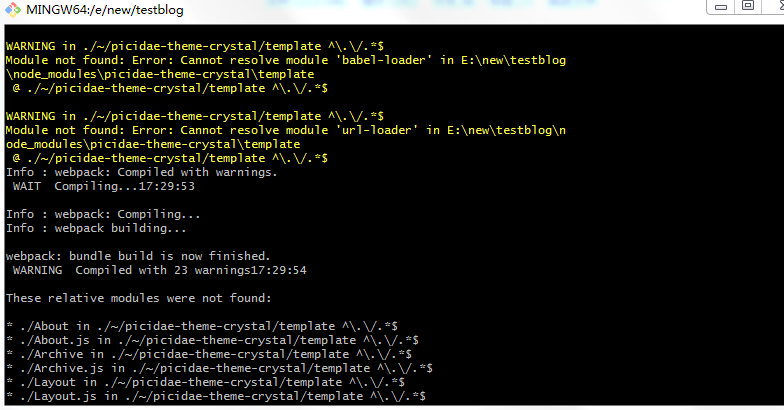 MINGW64:/e/new/testblog
WARNING in ./~/picidae-theme-crystal/template ^\.\/.*$
Module not found: Error: Cannot resolve module 'babel-loader' in E:\new\testblog
\node_modules\picidae-theme-crystal\template
 @ ./~/picidae-theme-crystal/template ^\.\/.*$
WARNING in ./~/picidae-theme-crystal/template ^\.\/.*$
Module not found: Error: Cannot resolve module 'url-loader' in E:\new\testblog\n
ode_modules\picidae-theme-crystal\template
 @ ./~/picidae-theme-crystal/template ^\.\/.*$
Info : webpack: Compiled with warnings.
 WAIT  Compiling...17:29:53
Info : webpack: Compiling...
Info : webpack building...
webpack: bundle build is now finished.
 WARNING  Compiled with 23 warnings17:29:54
These relative modules were not found:
* ./About in ./~/picidae-theme-crystal/template ^\.\/.*$
* ./About.js in ./~/picidae-theme-crystal/template ^\.\/.*$
* ./Archive in ./~/picidae-theme-crystal/template ^\.\/.*$
* ./Archive.js in ./~/picidae-theme-crystal/template ^\.\/.*$
* ./Layout in ./~/picidae-theme-crystal/template ^\.\/.*$
* ./Layout.js in ./~/picidae-theme-crystal/template ^\.\/.*$